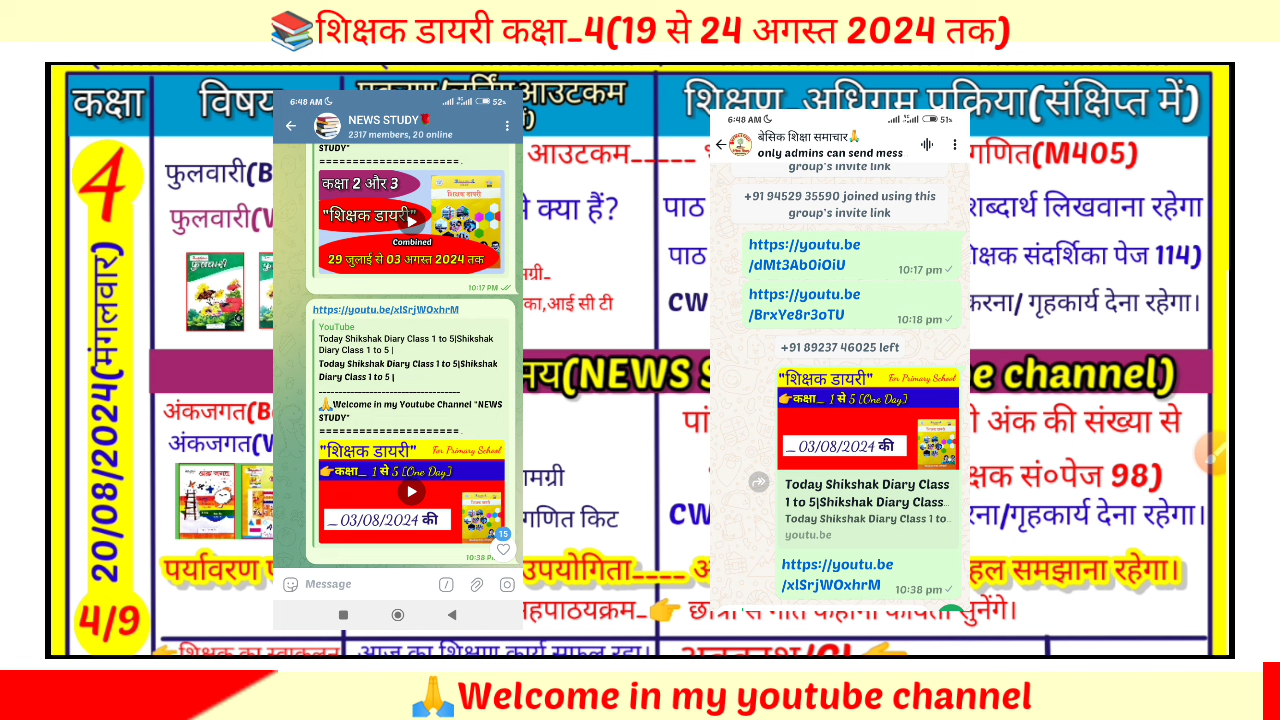 📚शिक्षक डायरी कक्षा_4(19 से 24 अगस्त 2024 तक)
कक्षा
विषय
आउटकम
शिक्षण अधिगम प्रकिया(संक्षिप्त में)
4
20/08/2024(मंगलवार)
4/9
फुलवारी(B
फुलवारी(W
फुलवारी
आउटकम_____
गणित(M405)
से क्या हैं?
पाठ
शब्दार्थ लिखवाना रहेगा
पाठ
शिक्षक संदर्शिका पेज 114)
का,आई सी टी
CW
करना/ गृहकार्य देना रहेगा।
(NEWS S
e channel)
अंकजगत(B
अंकजगत(W
अंक जगत
पां
अंक की संख्या से
क्षक सं०पेज 98)
गणित किट
CW
रना/गृहकार्य देना रहेगा।
पर्यावरण
उपयोगिता____
समझाना रहेगा।
सहपाठयक्रम_👉
सुनेंगे।
6:48 AM
52%
NEWS STUDY🌹
2317 members, 20 online
STUDY"
=====================.
कक्षा 2 और 3
"शिक्षक डायरी"
शिक्षक डायरी
Combined
29 जुलाई से 03 अगस्त 2024 तक
10:17 PM
https://youtu.be/xlSrjWOxhrM
YouTube
Today Shikshak Diary Class 1 to 5|Shikshak
Diary Class 1 to 5 |
Today Shikshak Diary Class 1 to 5|Shikshak
Diary Class 1 to 5 |
🙏Welcome in my Youtube Channel "NEWS
STUDY"
=====================.
"शिक्षक डायरी" For Primary School
👉कक्षा_ 1 से 5 [One Day]
_ 03/08/2024 की
15
10:38 P
Message
6:48 AM
51%
बेसिक शिक्षा समाचार🙏
only admins can send mess
group's invite link
+91 94529 35590 joined using this
group's invite link
https://youtu.be
/dMt3Ab0iOiU
10:17 pm
https://youtu.be
/BrxYe8r3oTU
10:18 pm
+91 89237 46025 left
"शिक्षक डायरी" For Primary School
👉कक्षा_ 1 से 5 [One Day]
_ 03/08/2024 की
Today Shikshak Diary Class
1 to 5|Shikshak Diary Class...
Today Shikshak Diary Class 1 to...
youtu.be
https://youtu.be
/xlSrjWOxhrM
10:38 pm
🙏Welcome in my youtube channel